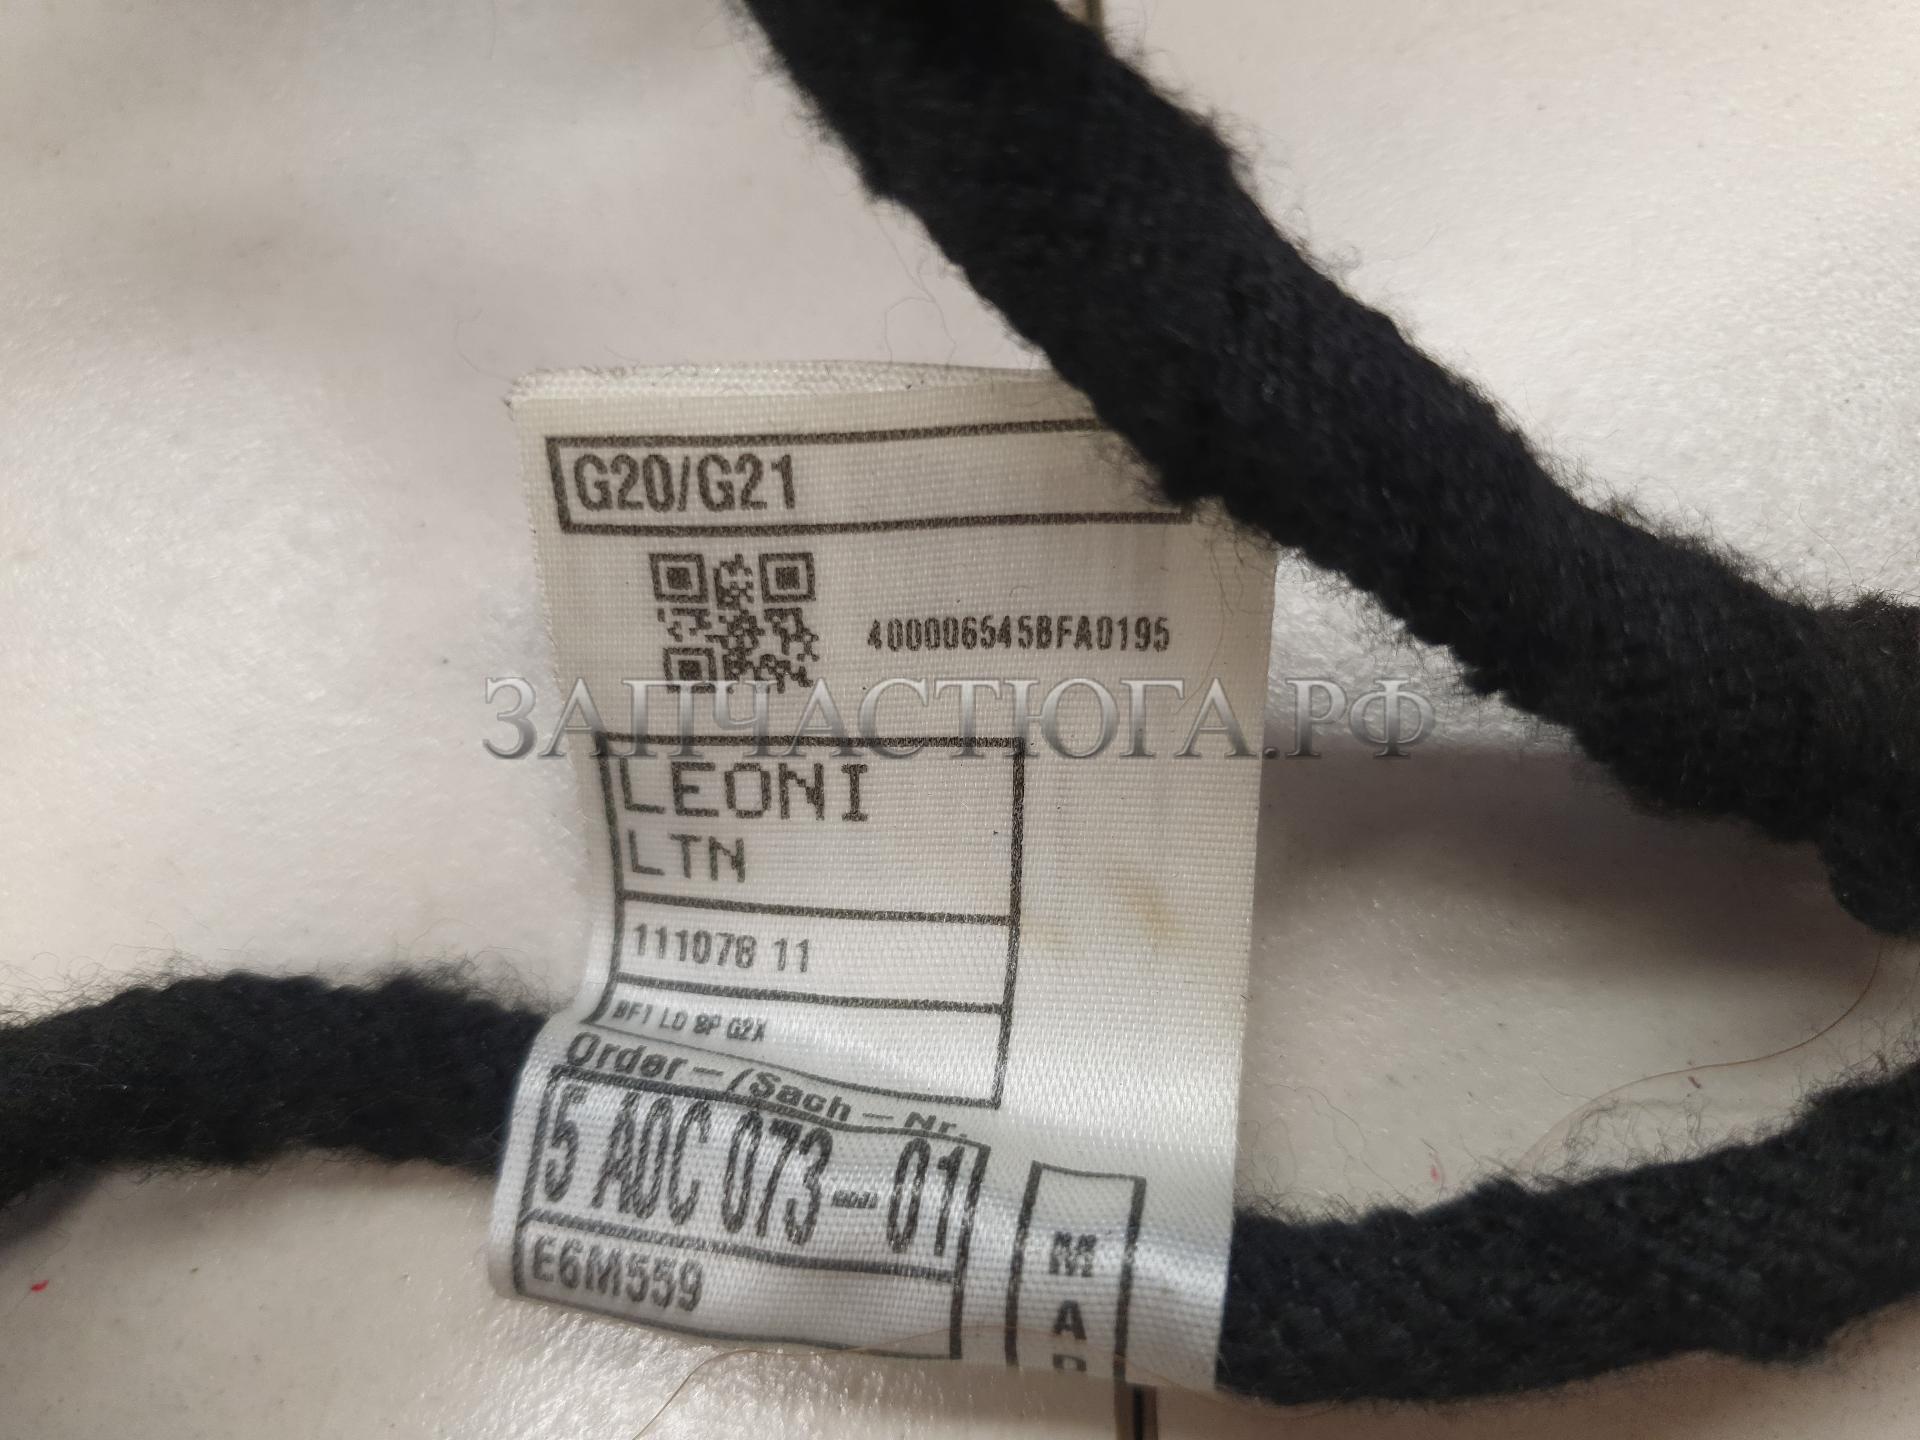 G20/G21
400006545BFA0195
ЗАПЧАСТЮГА.РФ
LEONI
LTN
111078 11
BF1 LD SP G2X
Order-/Sach-Nr.
5 A0C 073-01
E6M559
M
A